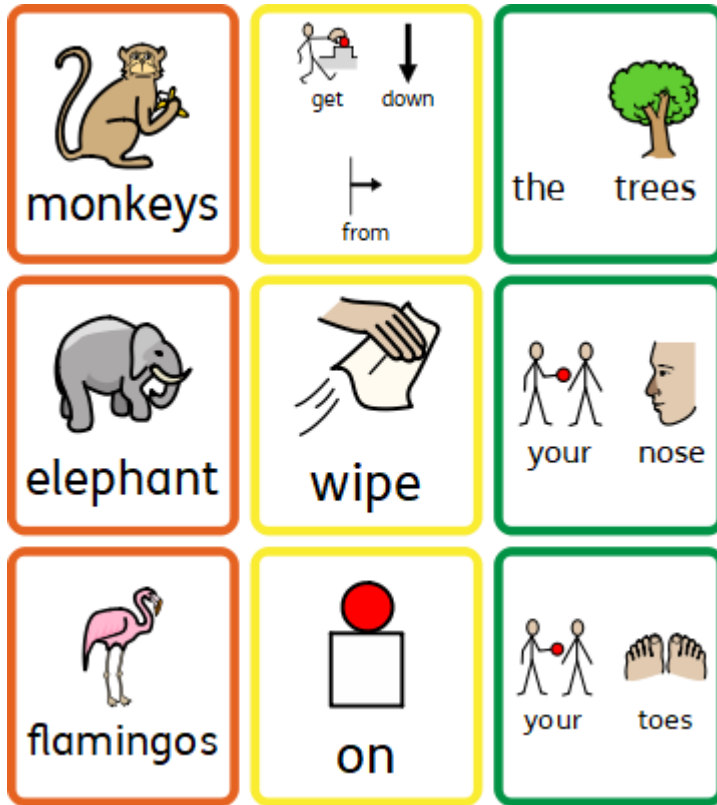 monkeys
get down
from
the trees
elephant
wipe
your nose
flamingos
on
your toes